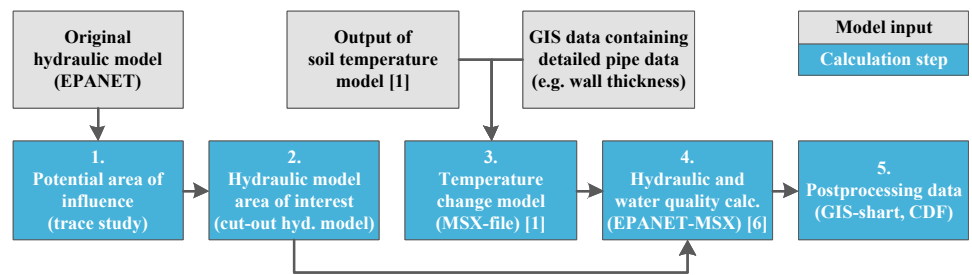 Original
hydraulic model
(EPANET)
Output of
soil temperature
model [1]
GIS data containing
detailed pipe data
(e.g. wall thickness)
Model input
Calculation step
1.
Potential area of
influence
(trace study)
2.
Hydraulic model
area of interest
(cut-out hyd. model)
3.
Temperature
change model
(MSX-file) [1]
4.
Hydraulic and
water quality calc.
(EPANET-MSX) [6]
5.
Postprocessing data
(GIS-shart, CDF)